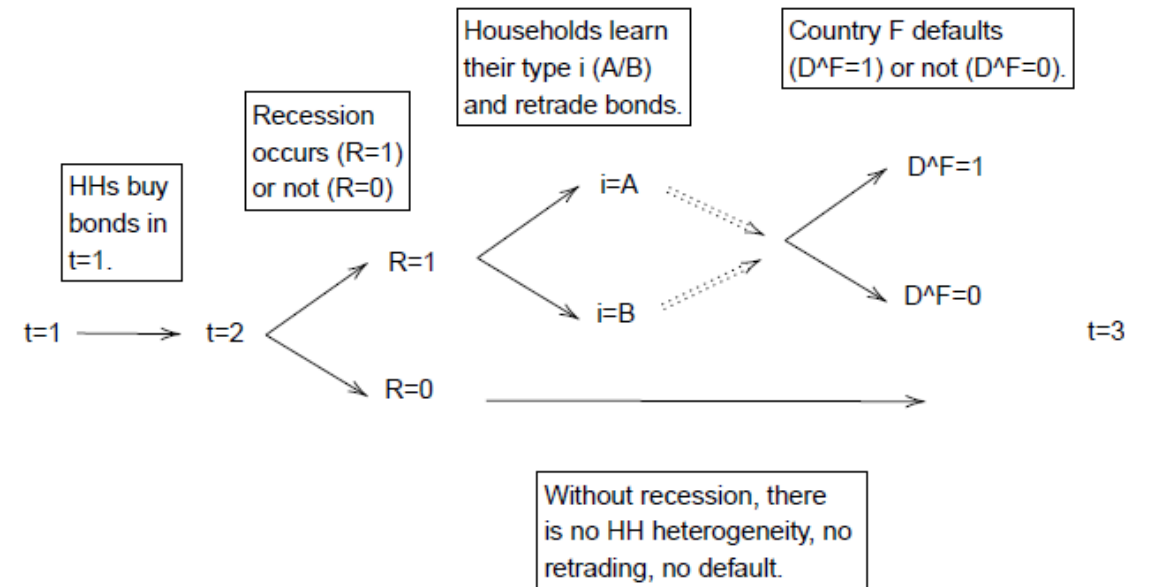 Households learn
their type i (A/B)
and retrade bonds.
Country F defaults
(D^F=1) or not (D^F=0).
Recession
occurs (R=1)
or not (R=0)
HHs buy
bonds in
t=1.
i=A
D^F=1
R=1
i=B
D^F=0
t=1
t=2
t=3
R=0
Without recession, there
is no HH heterogeneity, no
retrading, no default.